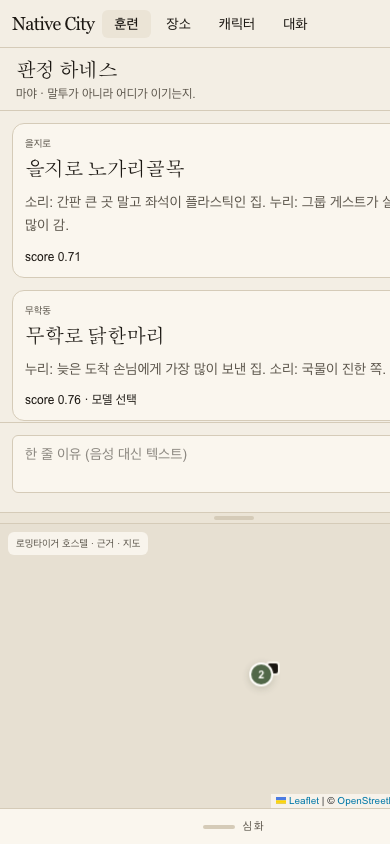 Native City 훈련 장소 캐릭터 대화
판정 하네스
마야 · 말투가 아니라 어디가 이기는지.
을지로
을지로 노가리골목
소리: 간판 큰 곳 말고 좌석이 플라스틱인 집. 누리: 그룹 게스트가 살
많이 감.
score 0.71
무학동
무학로 닭한마리
누리: 늦은 도착 손님에게 가장 많이 보낸 집. 소리: 국물이 진한 쪽.
score 0.76 · 모델 선택
한 줄 이유 (음성 대신 텍스트)
로밍타이거 호스텔 · 근거 · 지도
2
Leaflet | © OpenStreet
심화